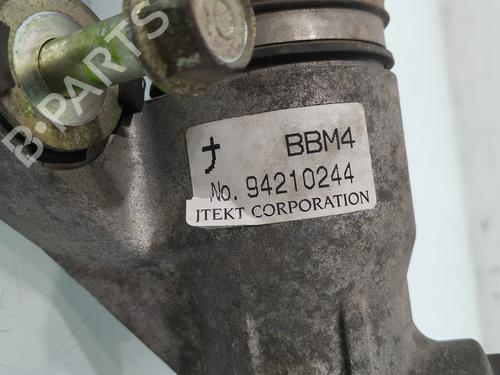 B-PARTS
BBM4
No. 94210244
JTEKT CORPORATION